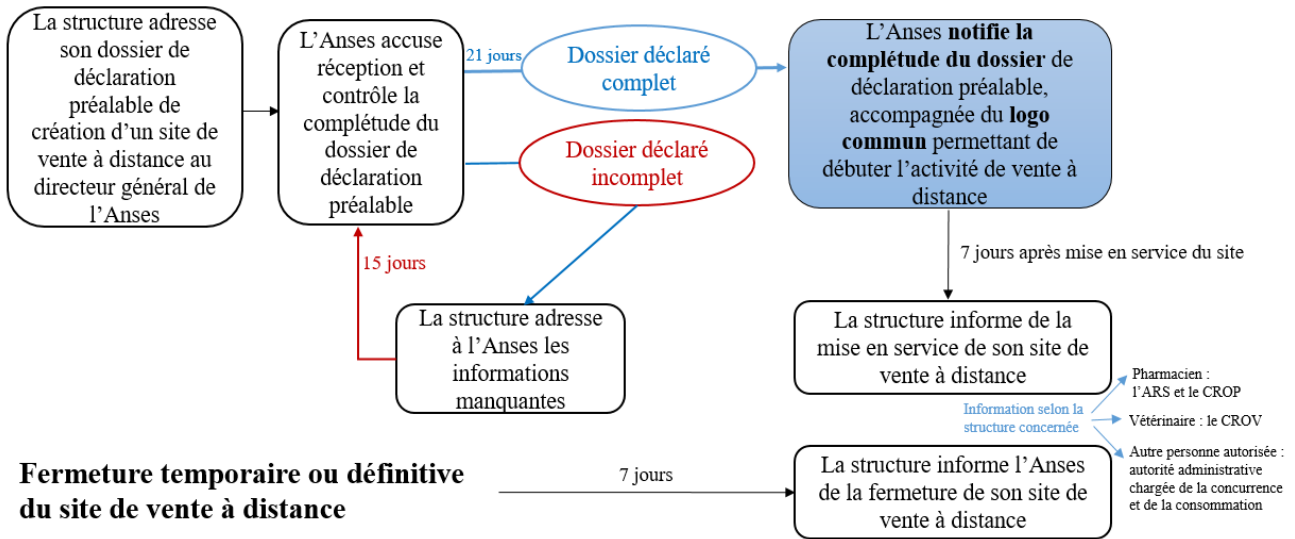 La structure adresse
son dossier de
déclaration
préalable de
création d’un site de
vente à distance au
directeur général de
l’Anses
L’Anses accuse
réception et
contrôle la
complétude du
dossier de
déclaration
préalable
21 jours
Dossier déclaré
complet
Dossier déclaré
incomplet
L’Anses notifie la
complétude du dossier de
déclaration préalable,
accompagnée du logo
commun permettant de
débuter l’activité de vente à
distance
15 jours
La structure adresse
à l’Anses les
informations
manquantes
7 jours après mise en service du site
La structure informe de la
mise en service de son site de
vente à distance
Information selon la
structure concernée
Pharmacien :
l’ARS et le CROP
Vétérinaire : le CROV
Autre personne autorisée :
autorité administrative
chargée de la concurrence
et de la consommation
Fermeture temporaire ou définitive
du site de vente à distance
7 jours
La structure informe l’Anses
de la fermeture de son site de
vente à distance